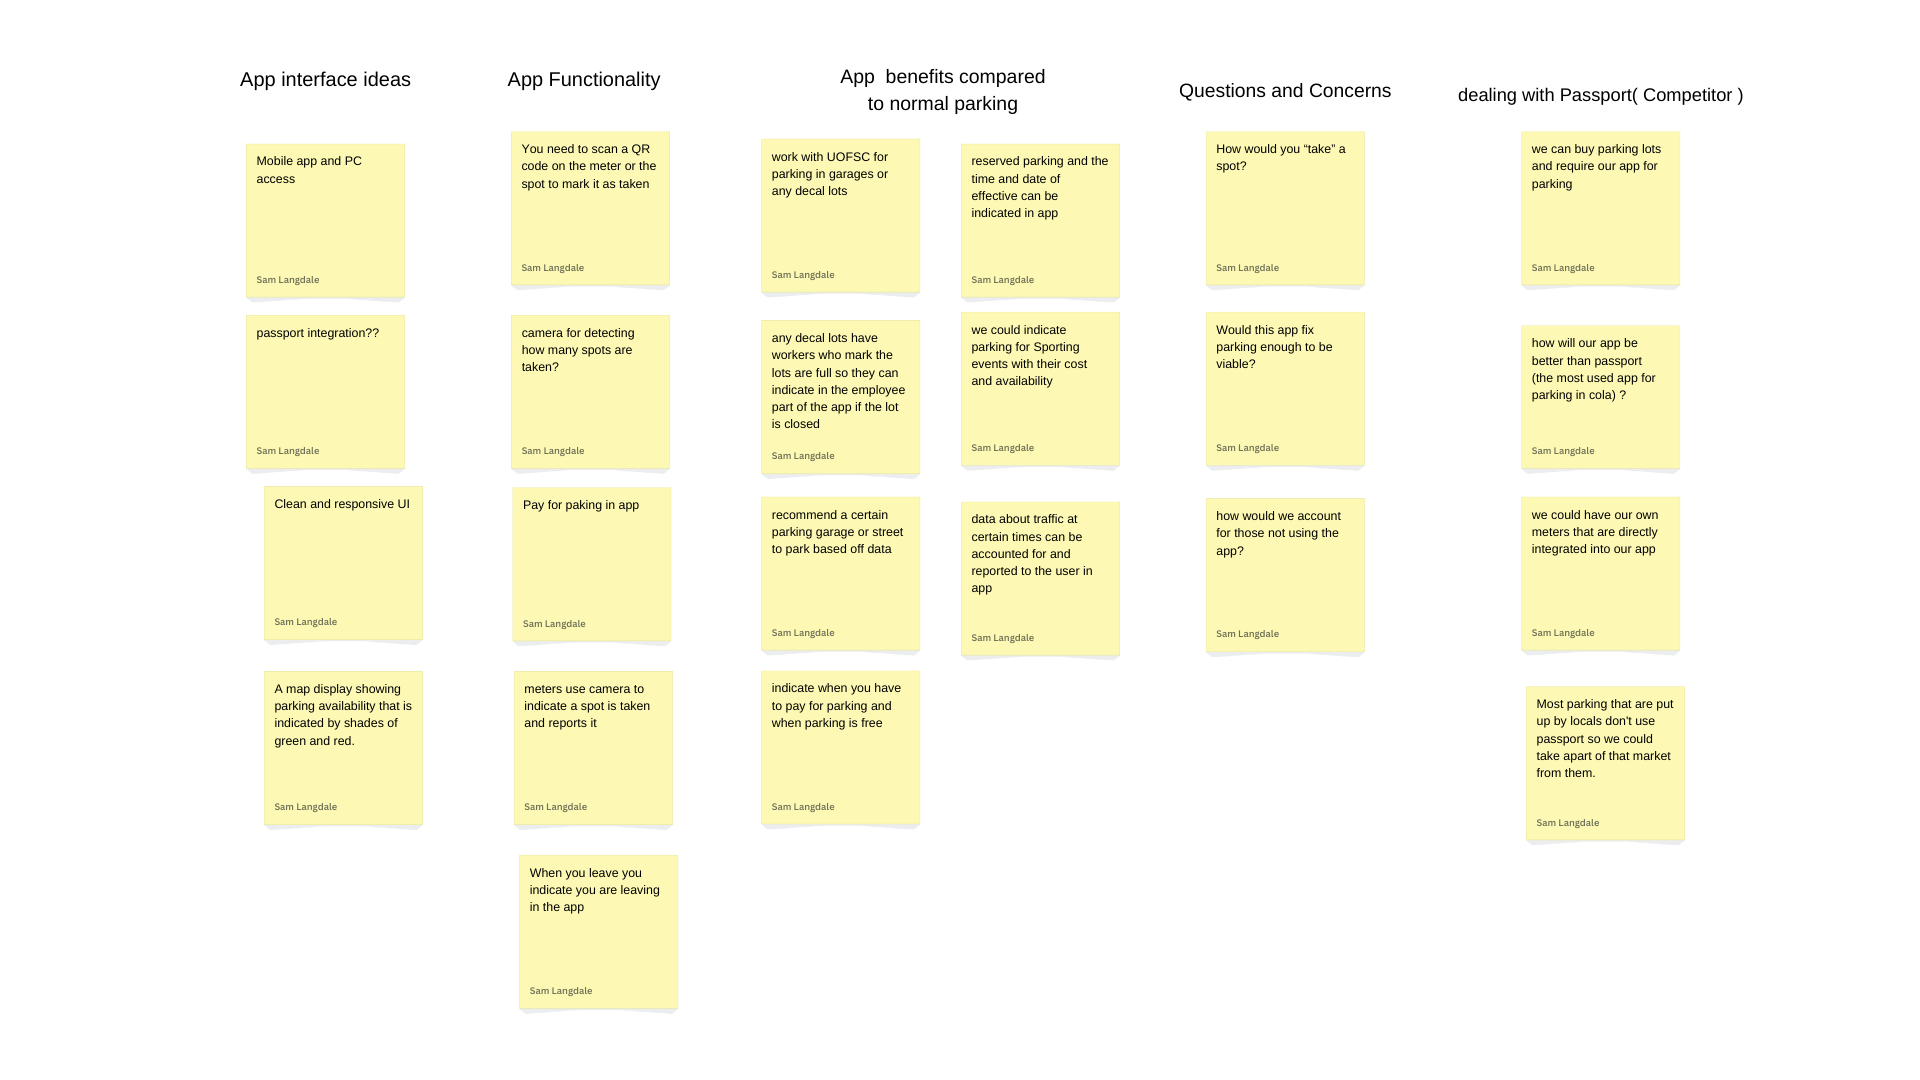 App interface ideas
Mobile app and PC
access
Sam Langdale
passport integration??
Sam Langdale
Clean and responsive UI
Sam Langdale
A map display showing
parking availability that is
indicated by shades of
green and red.
Sam Langdale
App Functionality
You need to scan a QR
code on the meter or the
spot to mark it as taken
Sam Langdale
camera for detecting
how many spots are
taken?
Sam Langdale
Pay for paking in app
Sam Langdale
meters use camera to
indicate a spot is taken
and reports it
Sam Langdale
When you leave you
indicate you are leaving
in the app
Sam Langdale
App  benefits compared
to normal parking
work with UOFSC for
parking in garages or
any decal lots
Sam Langdale
any decal lots have
workers who mark the
lots are full so they can
indicate in the employee
part of the app if the lot
is closed
Sam Langdale
recommend a certain
parking garage or street
to park based off data
Sam Langdale
indicate when you have
to pay for parking and
when parking is free
Sam Langdale
reserved parking and the
time and date of
effective can be
indicated in app
Sam Langdale
we could indicate
parking for Sporting
events with their cost
and availability
Sam Langdale
data about traffic at
certain times can be
accounted for and
reported to the user in
app
Sam Langdale
Questions and Concerns
How would you “take” a
spot?
Sam Langdale
Would this app fix
parking enough to be
viable?
Sam Langdale
how would we account
for those not using the
app?
Sam Langdale
dealing with Passport( Competitor )
we can buy parking lots
and require our app for
parking
Sam Langdale
how will our app be
better than passport
(the most used app for
parking in cola) ?
Sam Langdale
we could have our own
meters that are directly
integrated into our app
Sam Langdale
Most parking that are put
up by locals don't use
passport so we could
take apart of that market
from them.
Sam Langdale